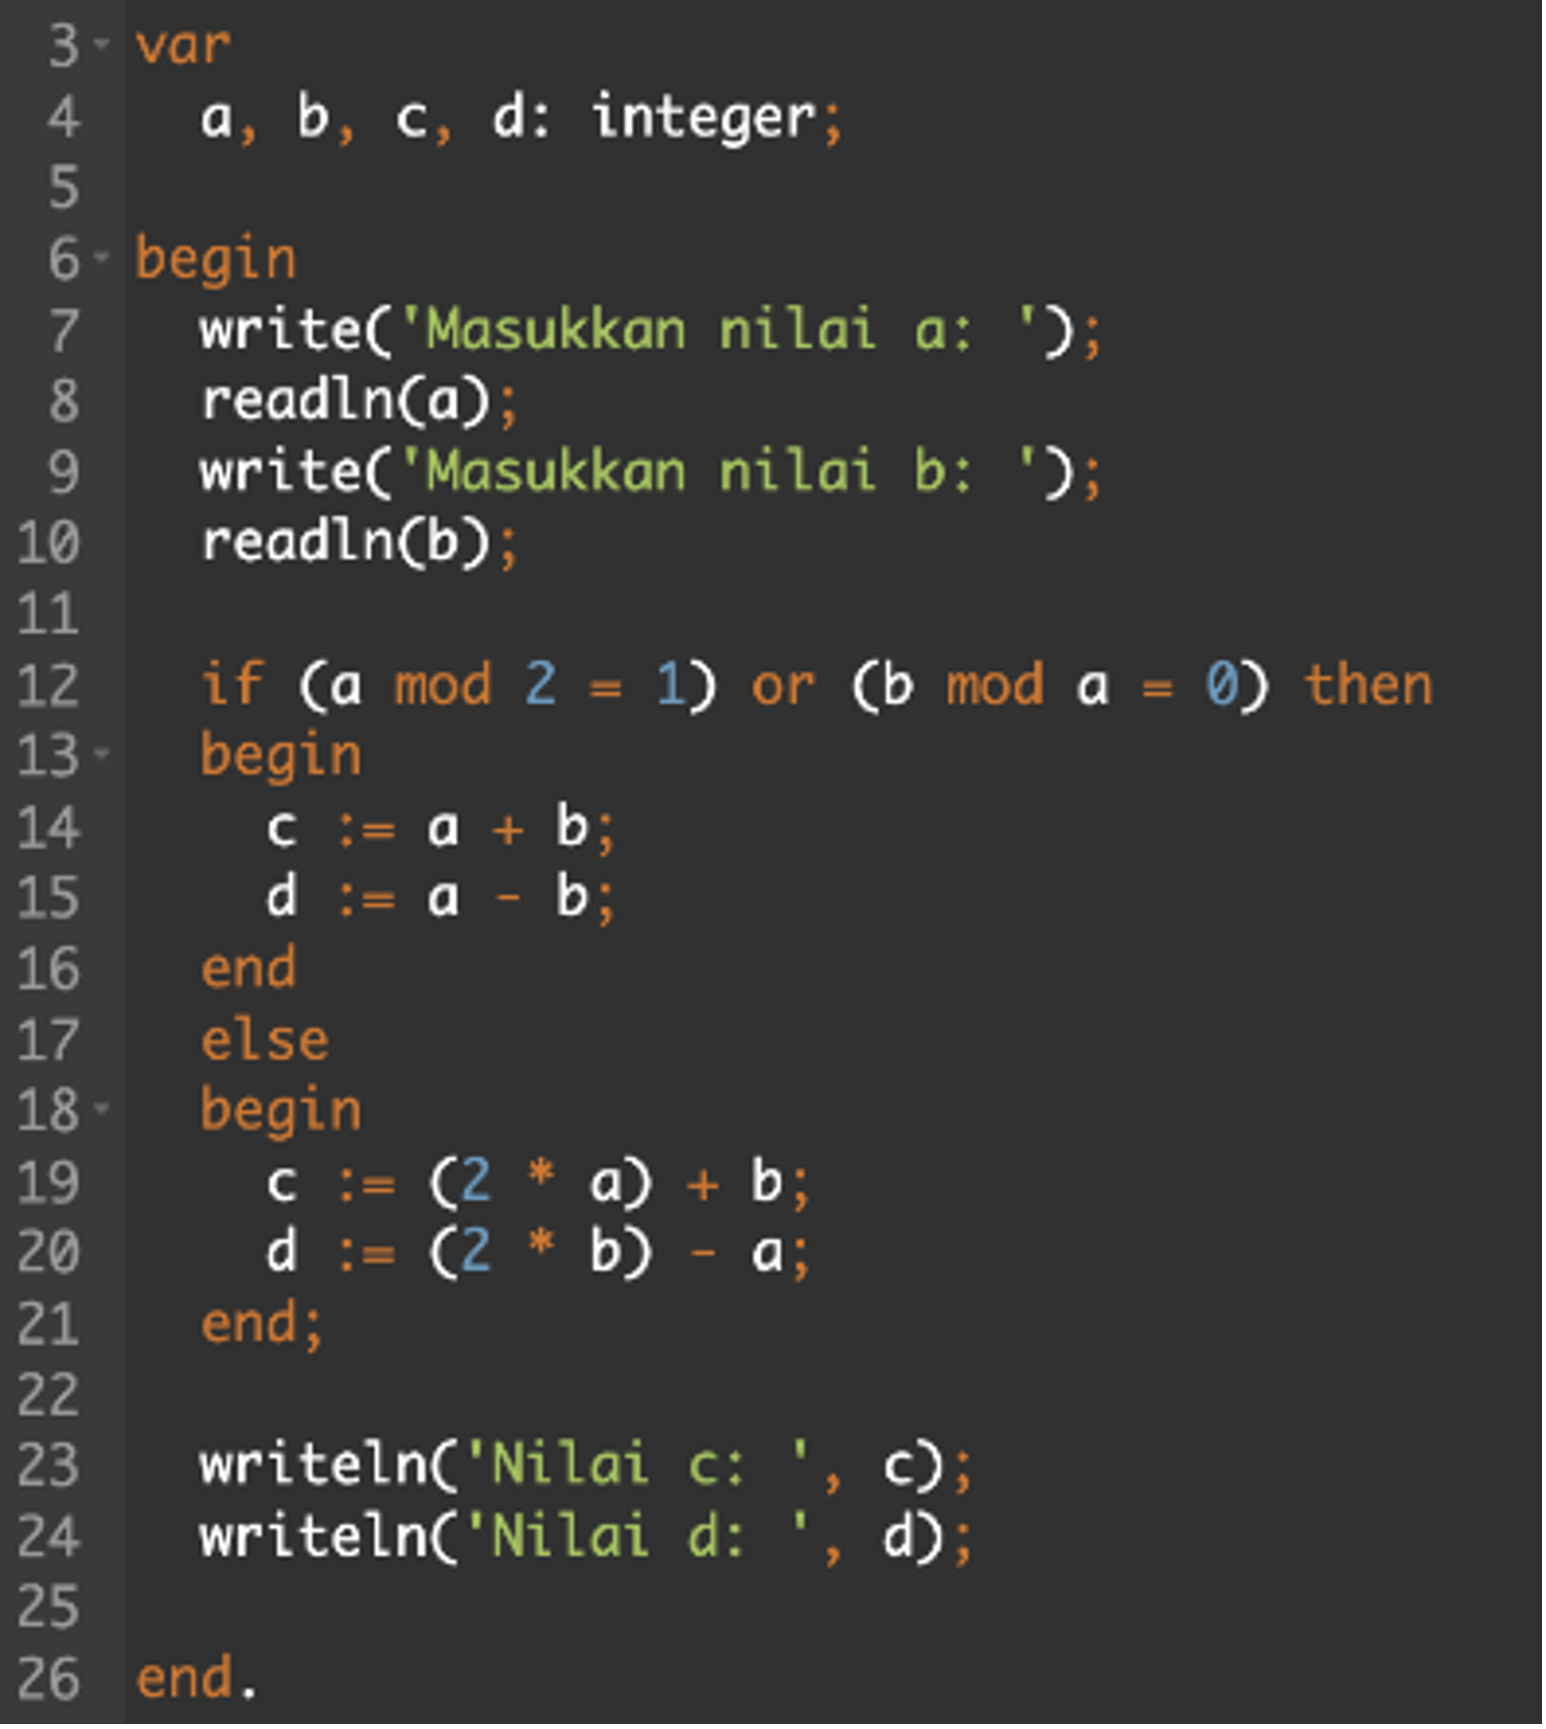 3 var
4   a, b, c, d: integer;
5
6 begin
7   write('Masukkan nilai a: ');
8   readln(a);
9   write('Masukkan nilai b: ');
10   readln(b);
11
12   if (a mod 2 = 1) or (b mod a = 0) then
13   begin
14     c := a + b;
15     d := a - b;
16   end
17   else
18   begin
19     c := (2 * a) + b;
20     d := (2 * b) - a;
21   end;
22
23   writeln('Nilai c: ', c);
24   writeln('Nilai d: ', d);
25
26 end.